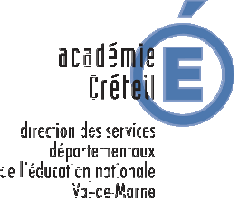 académie
Créteil
É
direction des services
départementaux
de l'éducation nationale
Val-de-Marne